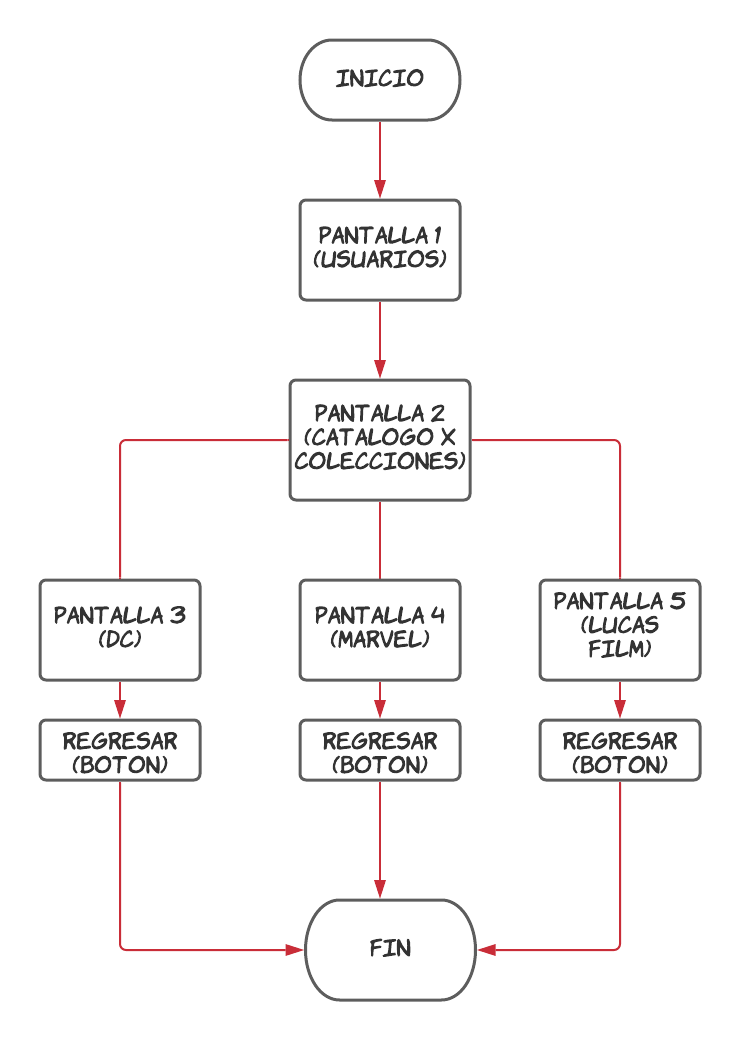 INICIO
PANTALLA 1
(USUARIOS)
PANTALLA 2
(CATALOGO X
COLECCIONES)
PANTALLA 3
(DC)
PANTALLA 4
(MARVEL)
PANTALLA 5
(LUCAS
FILM)
REGRESAR
(BOTON)
REGRESAR
(BOTON)
REGRESAR
(BOTON)
FIN